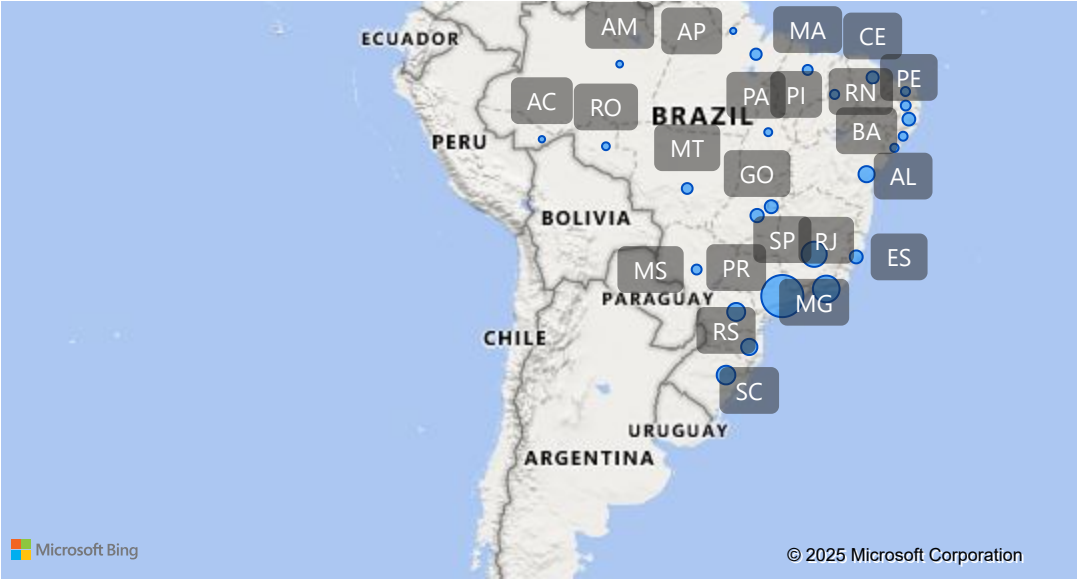 AM
AP
MA
CE
ECUADOR
PE
AC
RO
PA
PI
RN
BRAZIL
BA
PERU
MT
GO
AL
BOLIVIA
SP
RJ
ES
MS
PR
PARAGUAY
MG
CHILE
RS
SC
URUGUAY
ARGENTINA
Microsoft Bing
© 2025 Microsoft Corporation